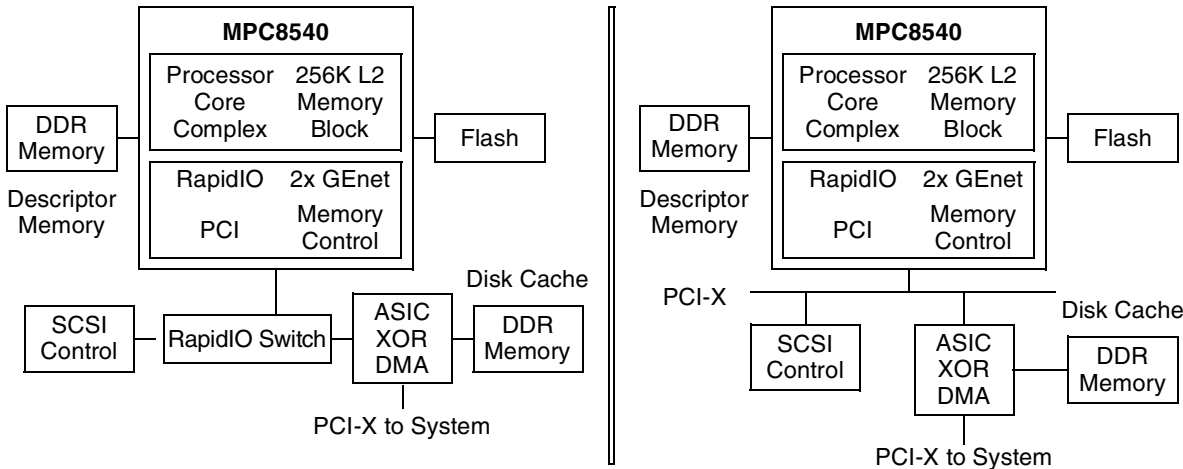 MPC8540
Processor Core Complex
256K L2 Memory Block
DDR Memory
Flash
Descriptor Memory
RapidIO
2x GEnet
PCI
Memory Control
Disk Cache
SCSI Control
RapidIO Switch
ASIC XOR DMA
DDR Memory
PCI-X to System
MPC8540
Processor Core Complex
256K L2 Memory Block
DDR Memory
Flash
Descriptor Memory
RapidIO
2x GEnet
PCI
Memory Control
PCI-X
Disk Cache
SCSI Control
ASIC XOR DMA
DDR Memory
PCI-X to System